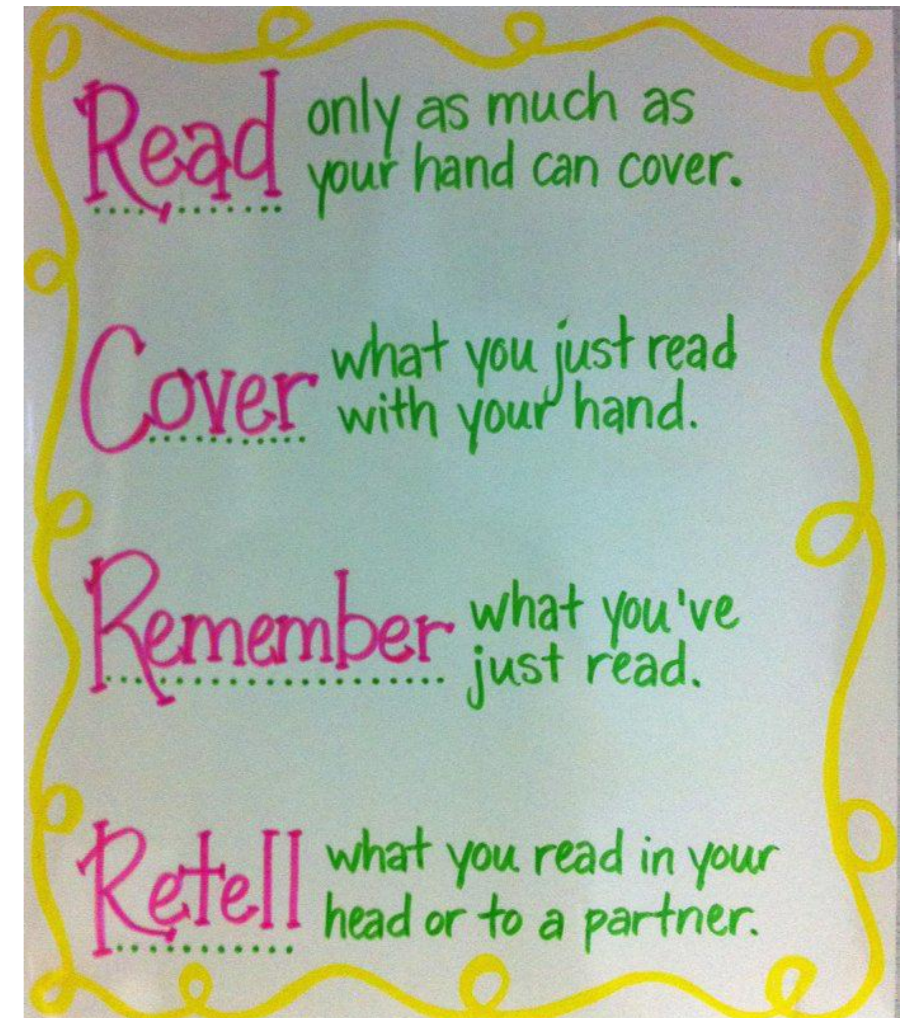 Read only as much as
your hand can cover.
Cover what you just read
with your hand.
Remember what you've
just read.
Retell what you read in your
head or to a partner.